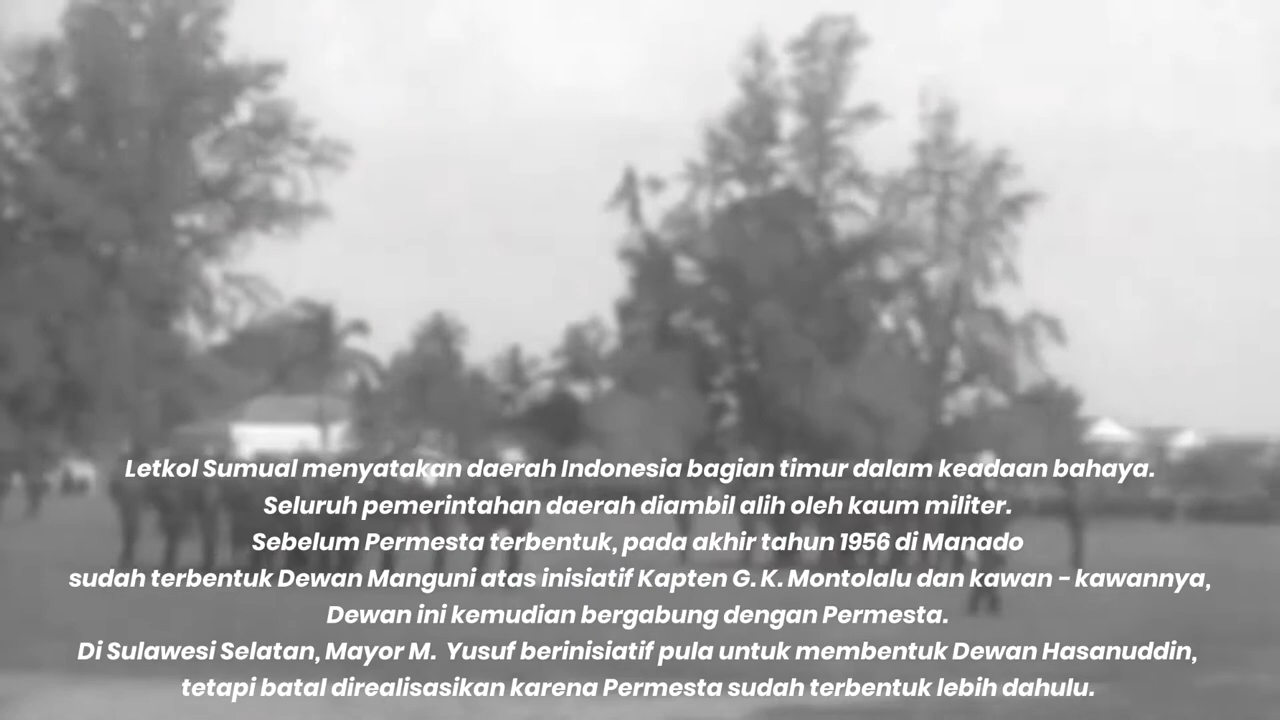 Letkol Sumual menyatakan daerah Indonesia bagian timur dalam keadaan bahaya.
Seluruh pemerintahan daerah diambil alih oleh kaum militer.
Sebelum Permesta terbentuk, pada akhir tahun 1956 di Manado
sudah terbentuk Dewan Manguni atas inisiatif Kapten G. K. Montolalu dan kawan - kawannya,
Dewan ini kemudian bergabung dengan Permesta.
Di Sulawesi Selatan, Mayor M.  Yusuf berinisiatif pula untuk membentuk Dewan Hasanuddin,
tetapi batal direalisasikan karena Permesta sudah terbentuk lebih dahulu.